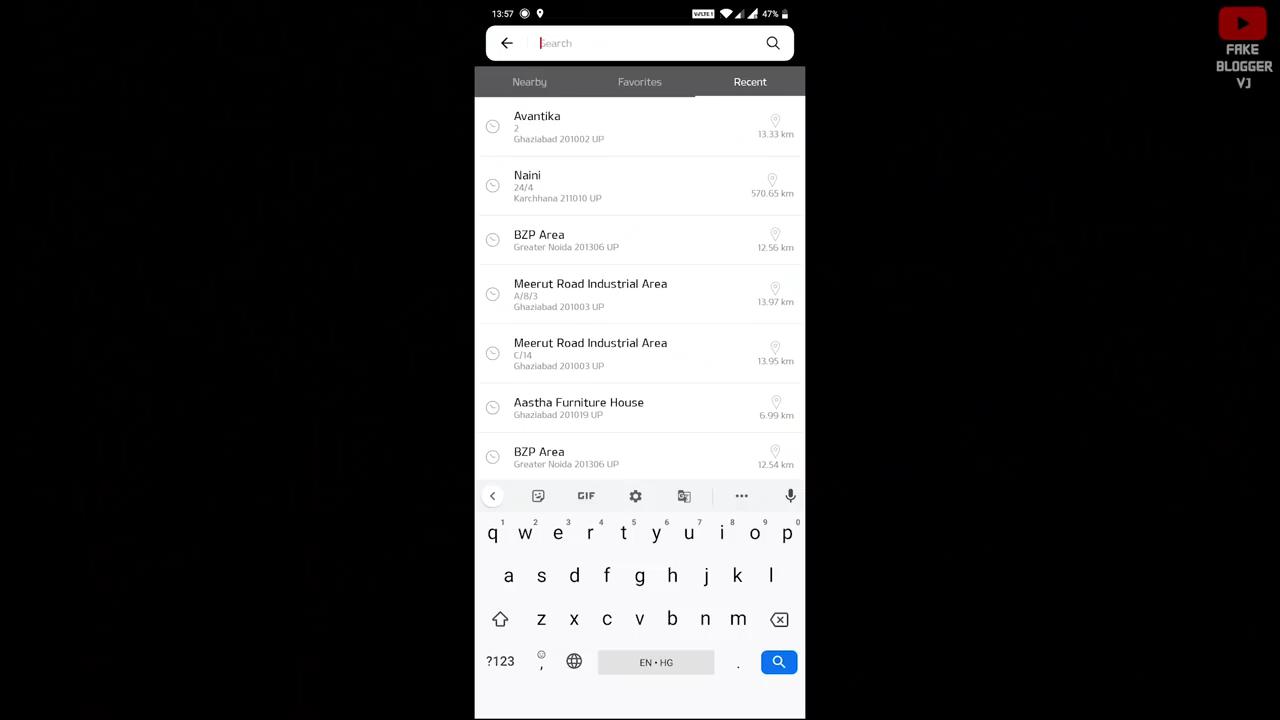 13:57
VoLTE 1
47%
Search
FAKE
BLOGGER
VJ
Nearby
Favorites
Recent
Avantika
2
Ghaziabad 201002 UP
13.33 km
Naini
24/4
Karchhana 211010 UP
570.65 km
BZP Area
Greater Noida 201306 UP
12.56 km
Meerut Road Industrial Area
A/8/3
Ghaziabad 201003 UP
13.97 km
Meerut Road Industrial Area
C/14
Ghaziabad 201003 UP
13.95 km
Aastha Furniture House
Ghaziabad 201019 UP
6.99 km
BZP Area
Greater Noida 201306 UP
12.54 km
GIF
1 2 3 4 5 6 7 8 9 0
q w e r t y u i o p
a s d f g h j k l
z x c v b n m
?123 , EN • HG .